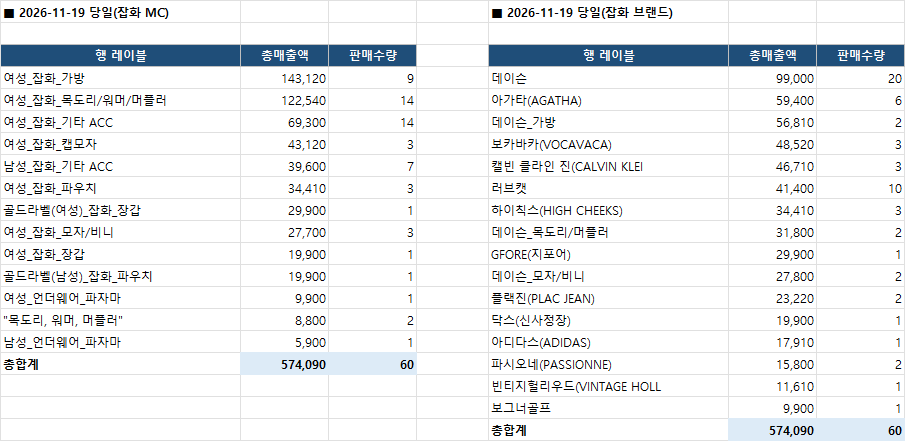 ■ 2026-11-19 당일(잡화 MC)
행 레이블 총매출액 판매수량
여성_잡화_가방 143,120 9
여성_잡화_목도리/워머/머플러 122,540 14
여성_잡화_기타 ACC 69,300 14
여성_잡화_캡모자 43,120 3
남성_잡화_기타 ACC 39,600 7
여성_잡화_파우치 34,410 3
골드라벨(여성)_잡화_장갑 29,900 1
여성_잡화_모자/비니 27,700 3
여성_잡화_장갑 19,900 1
골드라벨(남성)_잡화_파우치 19,900 1
여성_언더웨어_파자마 9,900 1
"목도리, 워머, 머플러" 8,800 2
남성_언더웨어_파자마 5,900 1
총합계 574,090 60
■ 2026-11-19 당일(잡화 브랜드)
행 레이블 총매출액 판매수량
데이슨 99,000 20
아가타(AGATHA) 59,400 6
데이슨_가방 56,810 2
보카바카(VOCAVACA) 48,520 3
캘빈 클라인 진(CALVIN KLEI 46,710 3
러브캣 41,400 10
하이칙스(HIGH CHEEKS) 34,410 3
데이슨_목도리/머플러 31,800 2
GFORE(지포어) 29,900 1
데이슨_모자/비니 27,800 2
플랙진(PLAC JEAN) 23,220 2
닥스(신사정장) 19,900 1
아디다스(ADIDAS) 17,910 1
파시오네(PASSIONNE) 15,800 2
빈티지헐리우드(VINTAGE HOLL 11,610 1
보그너골프 9,900 1
총합계 574,090 60